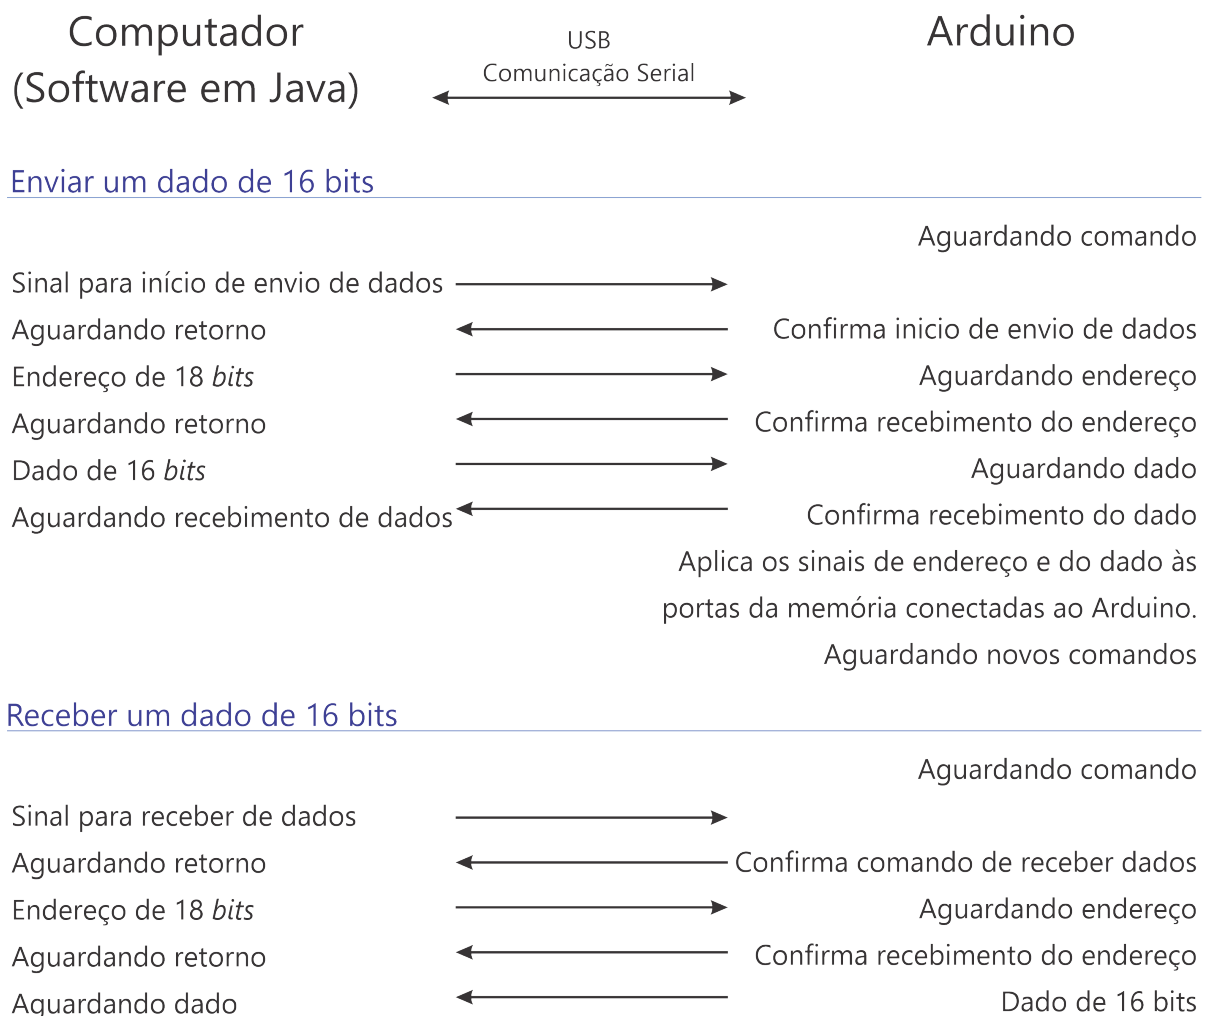 Computador
(Software em Java)
USB
Comunicação Serial
Arduino
Enviar um dado de 16 bits
Aguardando comando
Sinal para início de envio de dados
Aguardando retorno Confirma inicio de envio de dados
Endereço de 18 bits Aguardando endereço
Aguardando retorno Confirma recebimento do endereço
Dado de 16 bits Aguardando dado
Aguardando recebimento de dados Confirma recebimento do dado
Aplica os sinais de endereço e do dado às
portas da memória conectadas ao Arduino.
Aguardando novos comandos
Receber um dado de 16 bits
Aguardando comando
Sinal para receber de dados
Aguardando retorno Confirma comando de receber dados
Endereço de 18 bits Aguardando endereço
Aguardando retorno Confirma recebimento do endereço
Aguardando dado Dado de 16 bits